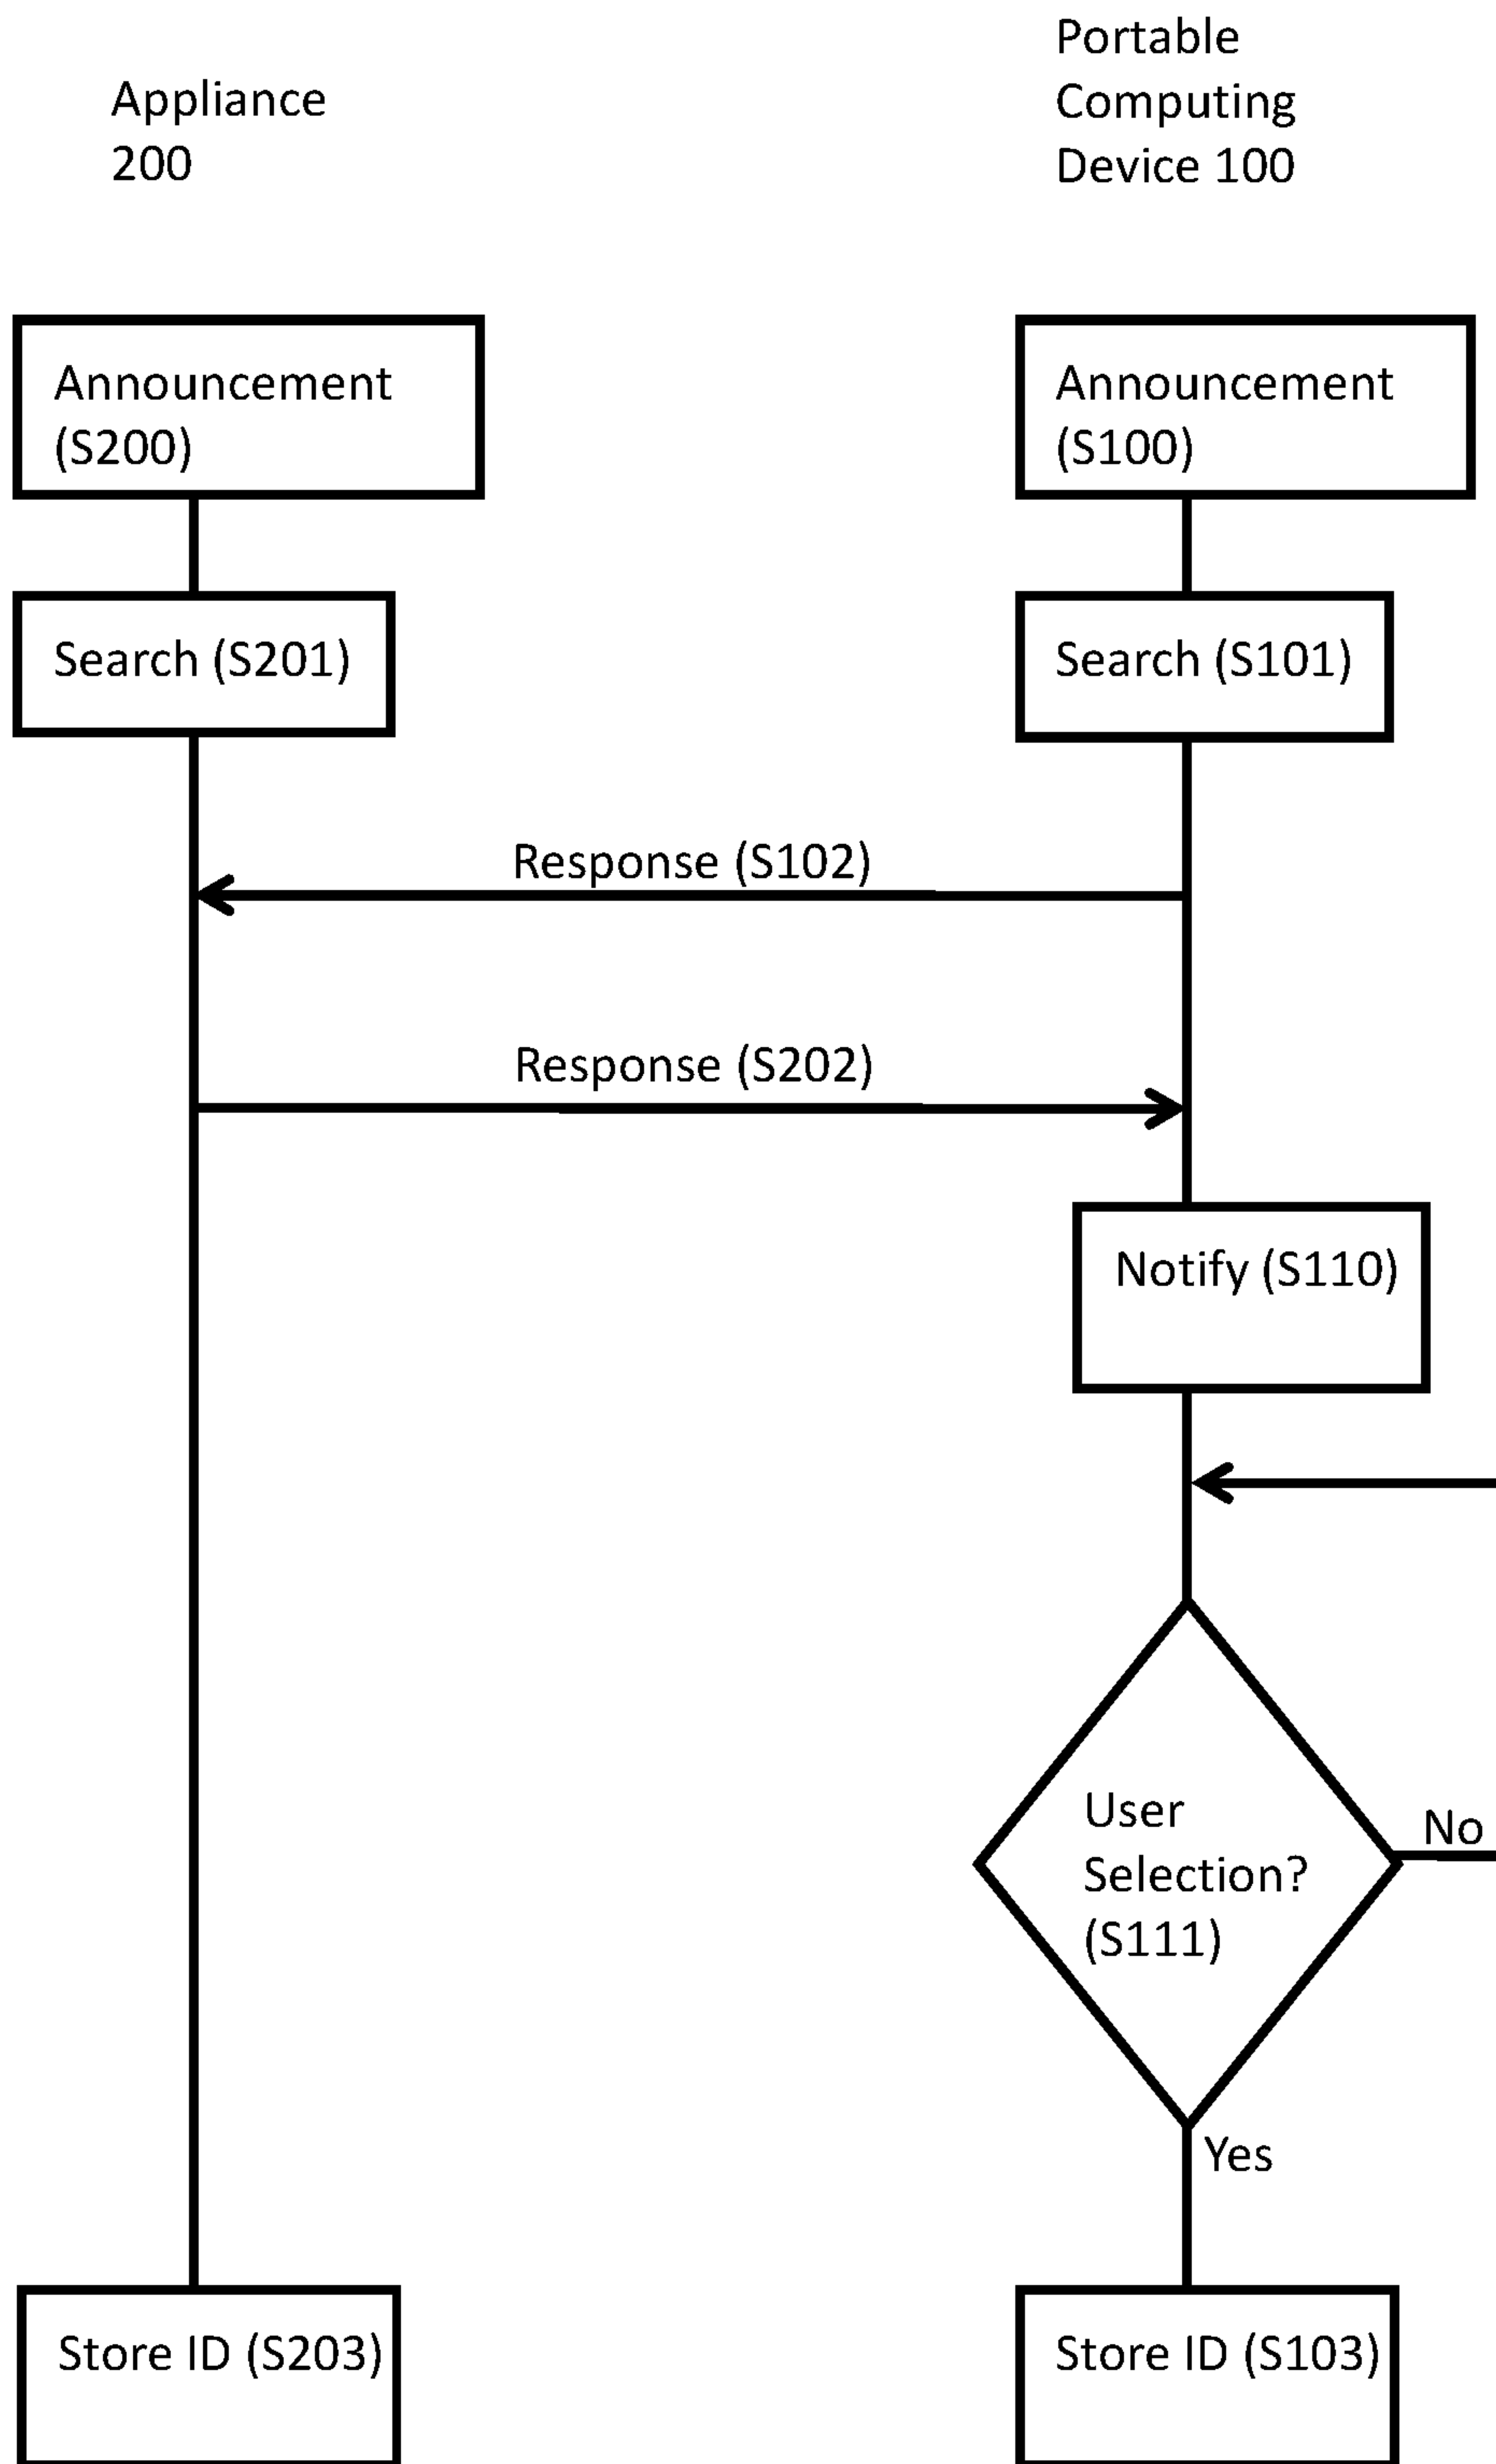 Appliance
200
Portable
Computing
Device 100
Announcement
(S200)
Announcement
(S100)
Search (S201)
Search (S101)
Response (S102)
Response (S202)
Notify (S110)
User
Selection?
(S111)
No
Yes
Store ID (S203)
Store ID (S103)